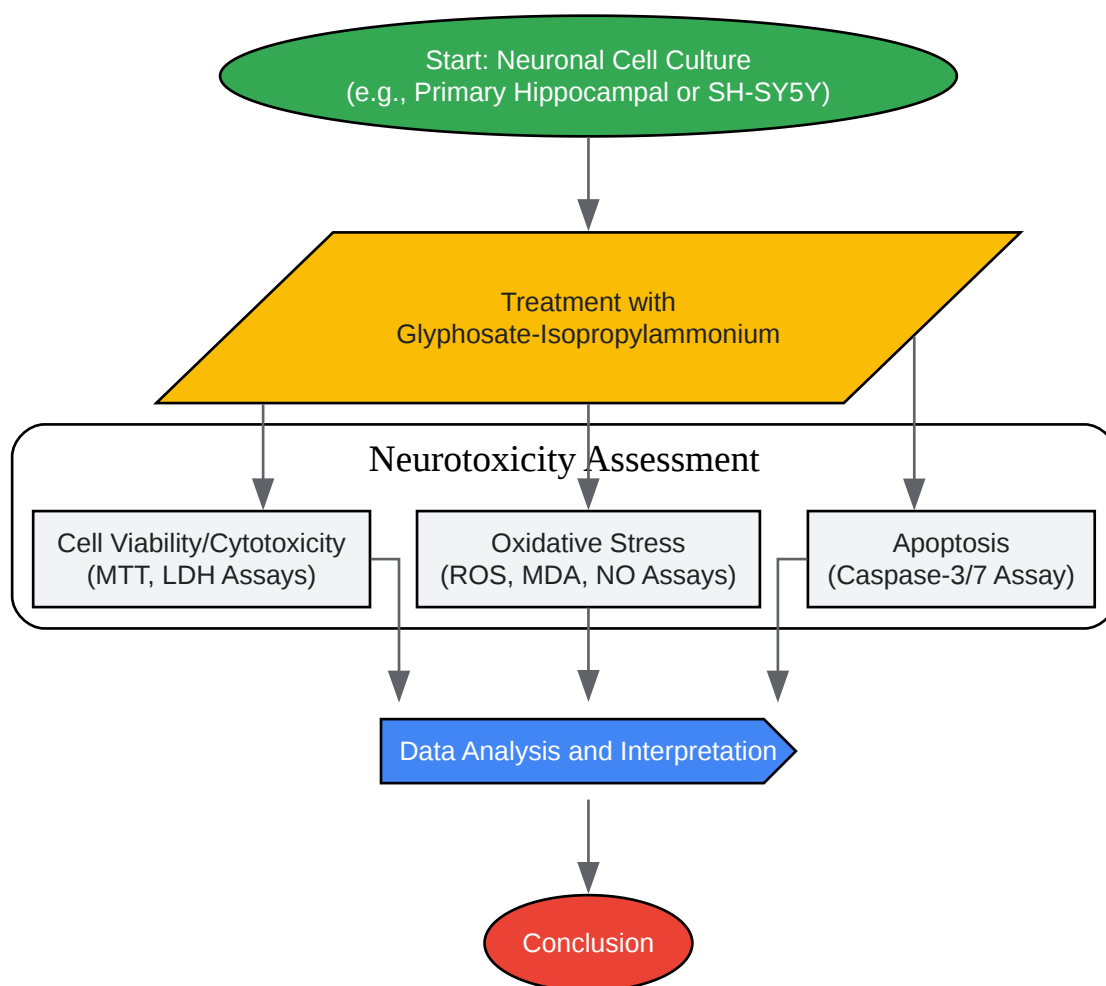 Start: Neuronal Cell Culture
(e.g., Primary Hippocampal or SH-SY5Y)
Treatment with
Glyphosate-Isopropylammonium
Neurotoxicity Assessment
Cell Viability/Cytotoxicity
(MTT, LDH Assays)
Oxidative Stress
(ROS, MDA, NO Assays)
Apoptosis
(Caspase-3/7 Assay)
Data Analysis and Interpretation
Conclusion